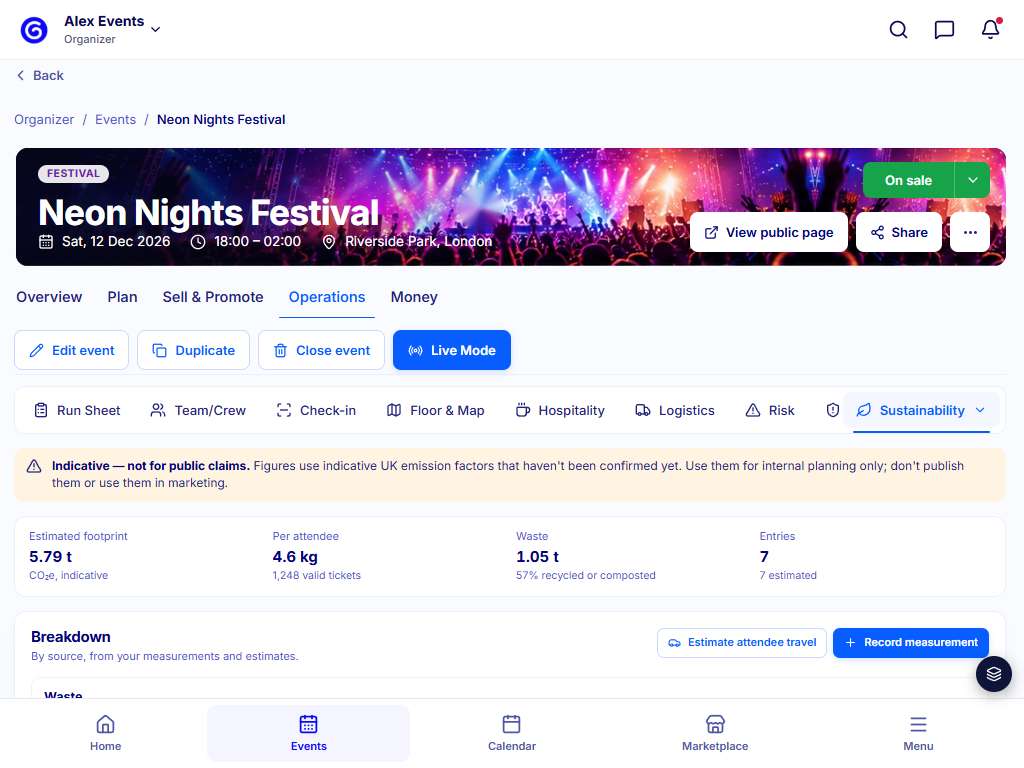 Alex Events
Organizer
Back
Organizer / Events / Neon Nights Festival
FESTIVAL
On sale
Neon Nights Festival
Sat, 12 Dec 2026 18:00 – 02:00 Riverside Park, London
View public page Share
Overview Plan Sell & Promote Operations Money
Edit event Duplicate Close event Live Mode
Run Sheet Team/Crew Check-in Floor & Map Hospitality Logistics Risk Sustainability
Indicative — not for public claims. Figures use indicative UK emission factors that haven't been confirmed yet. Use them for internal planning only; don't publish
them or use them in marketing.
Estimated footprint Per attendee Waste Entries
5.79 t 4.6 kg 1.05 t 7
CO₂e, indicative 1,248 valid tickets 57% recycled or composted 7 estimated
Breakdown
By source, from your measurements and estimates.
Estimate attendee travel Record measurement
Waste
Home Events Calendar Marketplace Menu